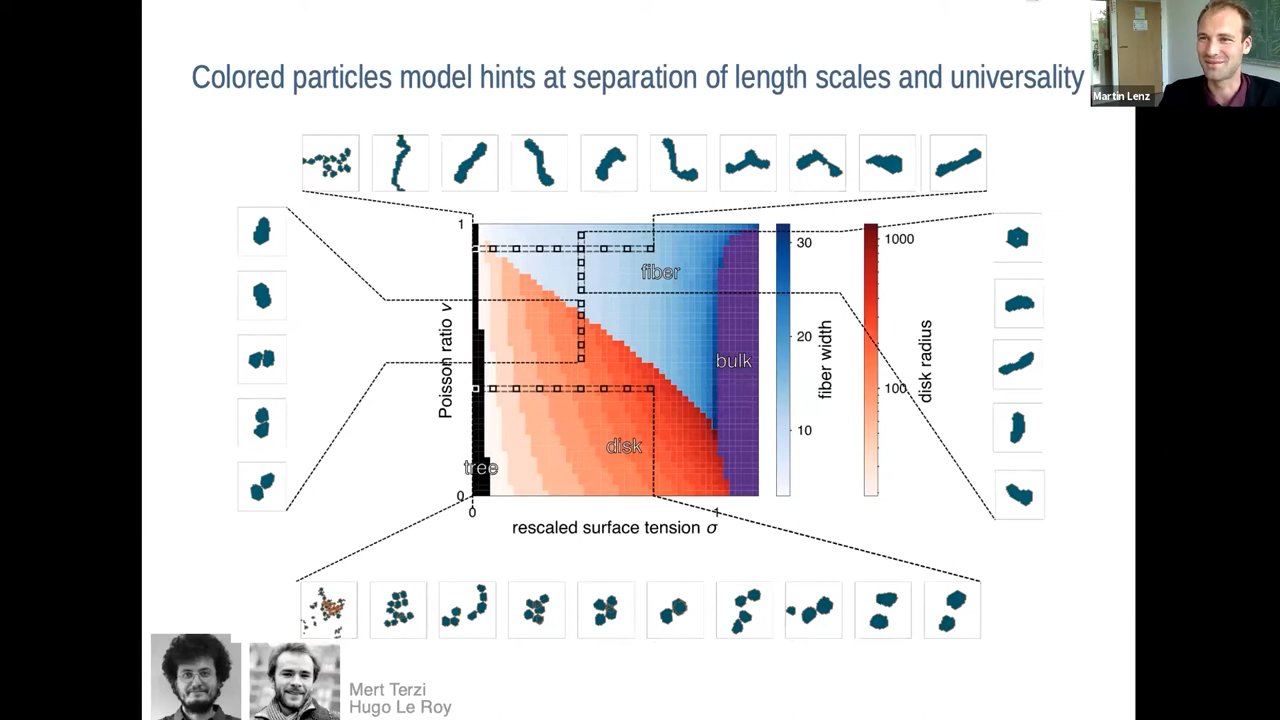 Colored particles model hints at separation of length scales and universality
Martin Lenz
1
Poisson ratio ν
0
0
1
rescaled surface tension σ
fiber
bulk
disk
tree
30
20
10
fiber width
1000
100
disk radius
Mert Terzi
Hugo Le Roy